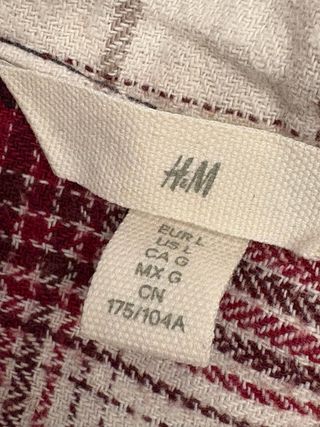 H&M
EUR L
US L
CA G
MX G
CN
175/104A